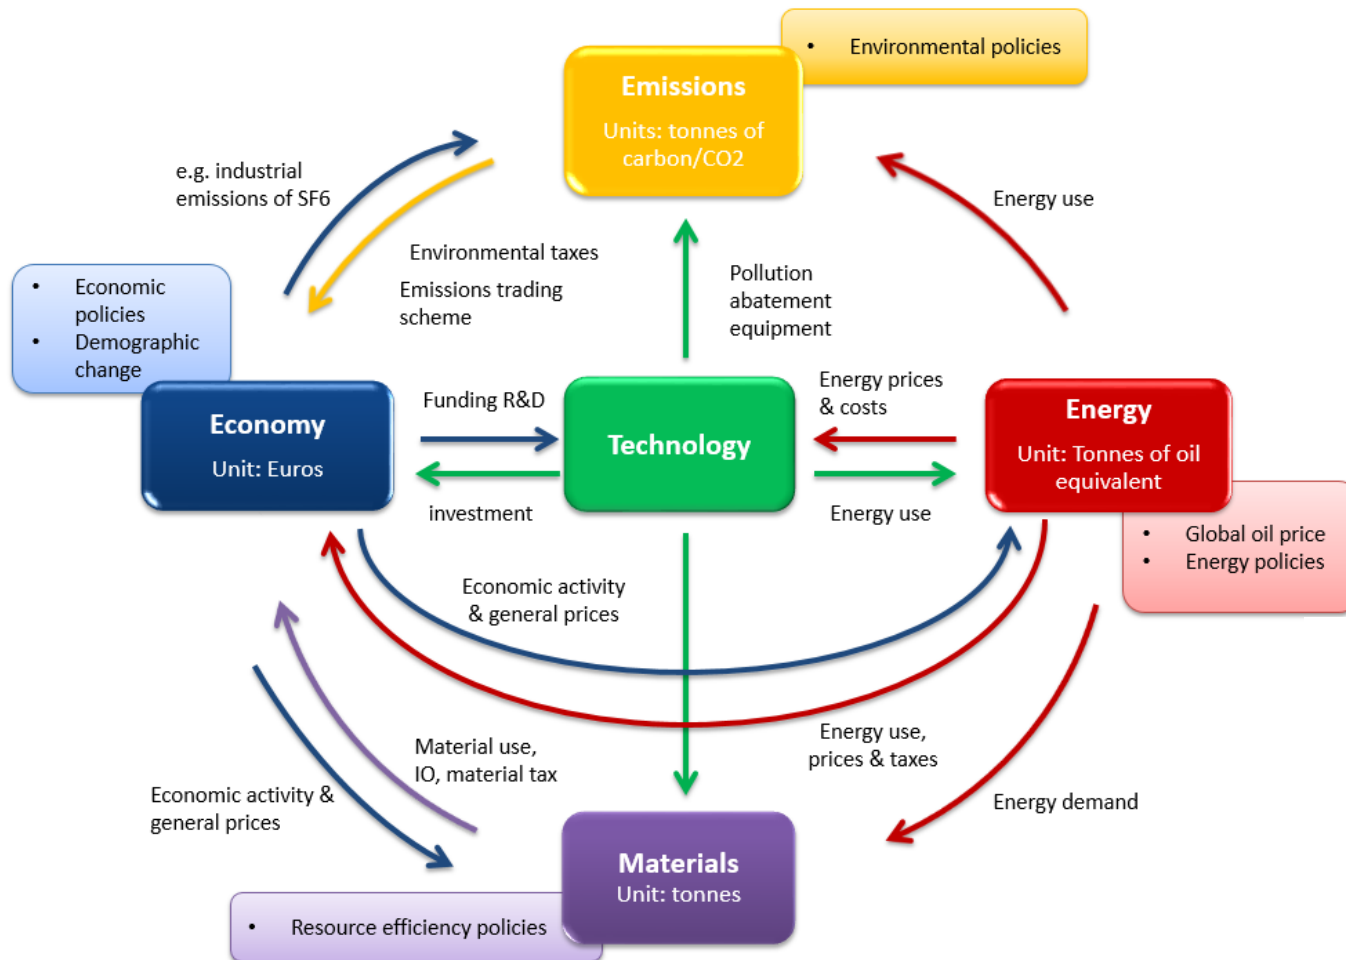 • Environmental policies
Emissions
Units: tonnes of
carbon/CO2
e.g. industrial
emissions of SF6
Energy use
Environmental taxes
Emissions trading
scheme
Pollution
abatement
equipment
• Economic
policies
• Demographic
change
Economy
Unit: Euros
Funding R&D
investment
Technology
Energy prices
& costs
Energy use
Energy
Unit: Tonnes of oil
equivalent
• Global oil price
• Energy policies
Economic activity
& general prices
Energy use,
prices & taxes
Material use,
IO, material tax
Economic activity &
general prices
Energy demand
Materials
Unit: tonnes
• Resource efficiency policies